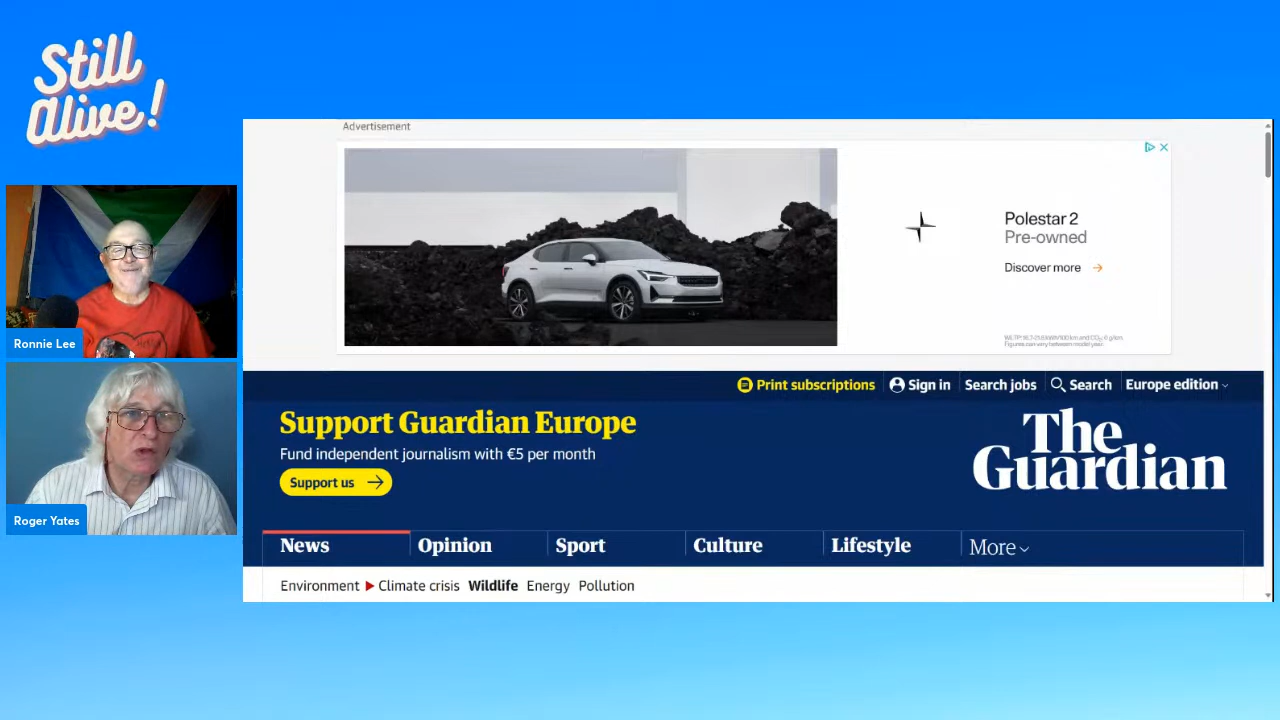 Still
Alive!
Ronnie Lee
Roger Yates
Advertisement
Polestar 2
Pre-owned
Discover more →
Print subscriptions
Sign in
Search jobs
Search
Europe edition
Support Guardian Europe
Fund independent journalism with €5 per month
Support us →
The
Guardian
News
Opinion
Sport
Culture
Lifestyle
More
Environment ▶ Climate crisis Wildlife Energy Pollution